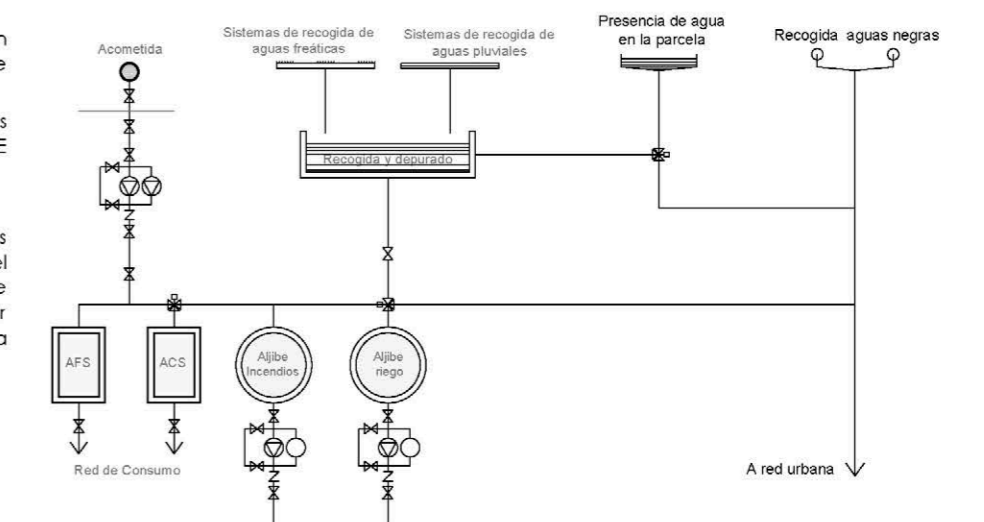 Acometida
Sistemas de recogida de
aguas freáticas
Sistemas de recogida de
aguas pluviales
Presencia de agua
en la parcela
Recogida aguas negras
Recogida y depurado
AFS
ACS
Aljibe
Incendios
Aljibe
riego
Red de Consumo
A red urbana